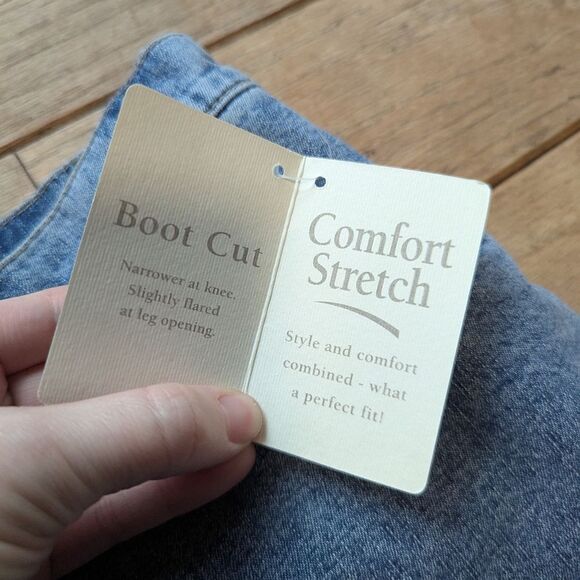 Boot Cut
Narrower at knee.
Slightly flared
at leg opening.
Comfort
Stretch
Style and comfort
combined - what
a perfect fit!